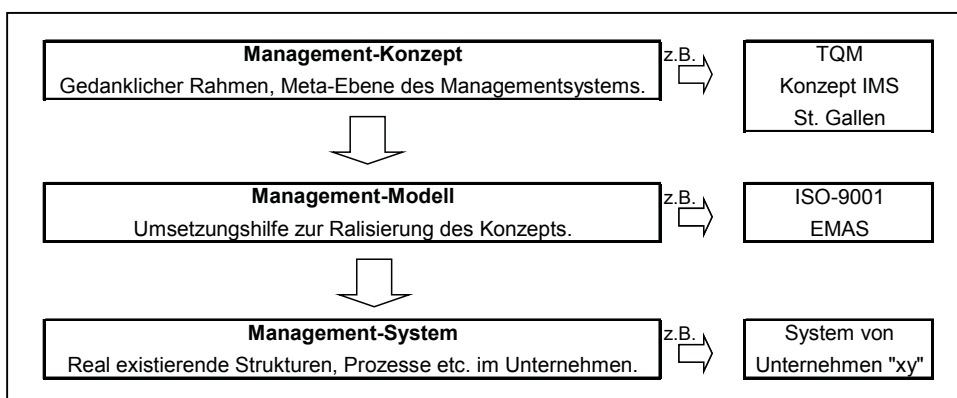 Management-Konzept
Gedanklicher Rahmen, Meta-Ebene des Managementsystems.
z.B.
TQM
Konzept IMS
St. Gallen
Management-Modell
Umsetzungshilfe zur Ralisierung des Konzepts.
z.B.
ISO-9001
EMAS
Management-System
Real existierende Strukturen, Prozesse etc. im Unternehmen.
z.B.
System von
Unternehmen "xy"